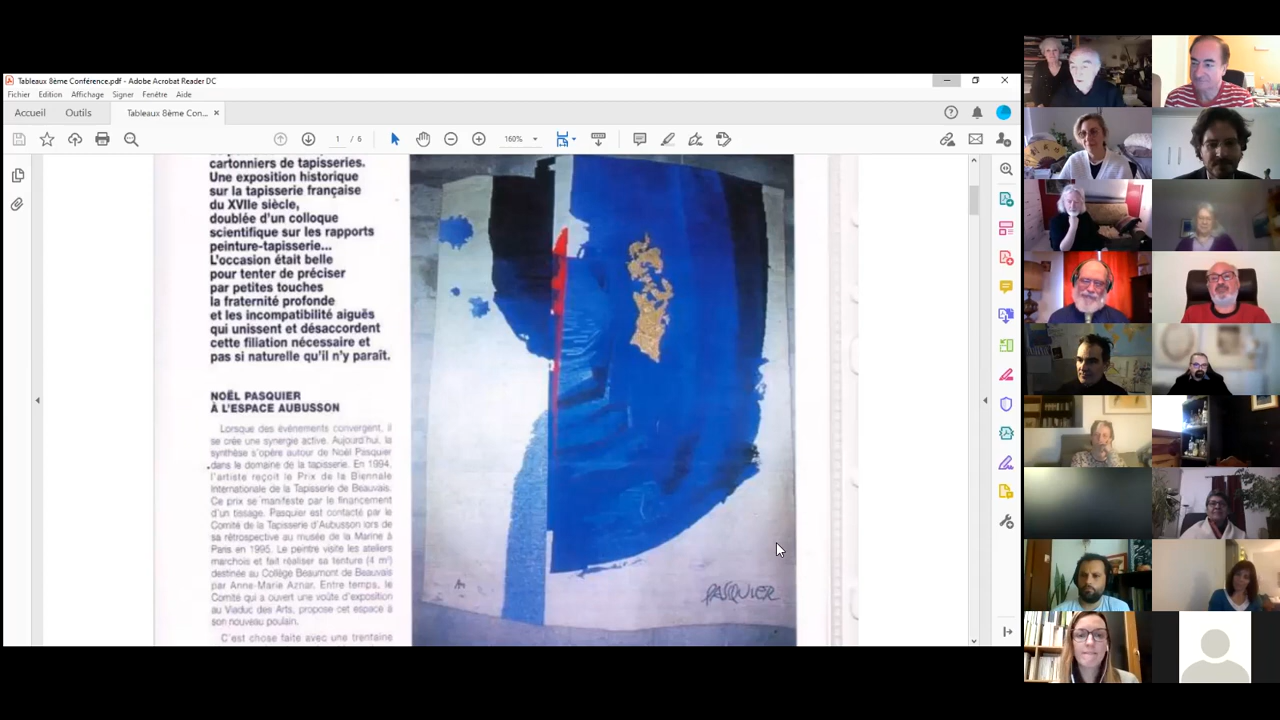 Tableaux 8ème Conférence.pdf - Adobe Acrobat Reader DC
Fichier Edition Affichage Signer Fenêtre Aide
Accueil Outils Tableaux 8ème Con... ×
1 / 6 160%
cartonniers de tapisseries.
Une exposition historique
sur la tapisserie française
du XVIIe siècle,
doublée d'un colloque
scientifique sur les rapports
peinture-tapisserie...
L'occasion était belle
pour tenter de préciser
par petites touches
la fraternité profonde
et les incompatibilité aiguës
qui unissent et désaccordent
cette filiation nécessaire et
pas si naturelle qu'il n'y paraît.
NOËL PASQUIER
À L'ESPACE AUBUSSON
Lorsque des événements convergent, il
se crée une synergie active. Aujourd'hui, la
synthèse s'opère autour de Noël Pasquier
dans le domaine de la tapisserie. En 1994,
l'artiste reçoit le Prix de la Biennale
Internationale de la Tapisserie de Beauvais.
Ce prix se manifeste par le financement
d'un tissage. Pasquier est contacté par le
Comité de la Tapisserie d'Aubusson lors de
sa rétrospective au musée de la Marine à
Paris en 1995. Le peintre visite les ateliers
marchois et fait réaliser sa tenture (4 m²)
destinée au Collège Beaumont de Beauvais
par Anne-Marie Aznar. Entre temps, le
Comité qui a ouvert une voûte d'exposition
au Viaduc des Arts, propose cet espace à
son nouveau poulain.
C'est chose faite avec une trentaine
PASQUIER